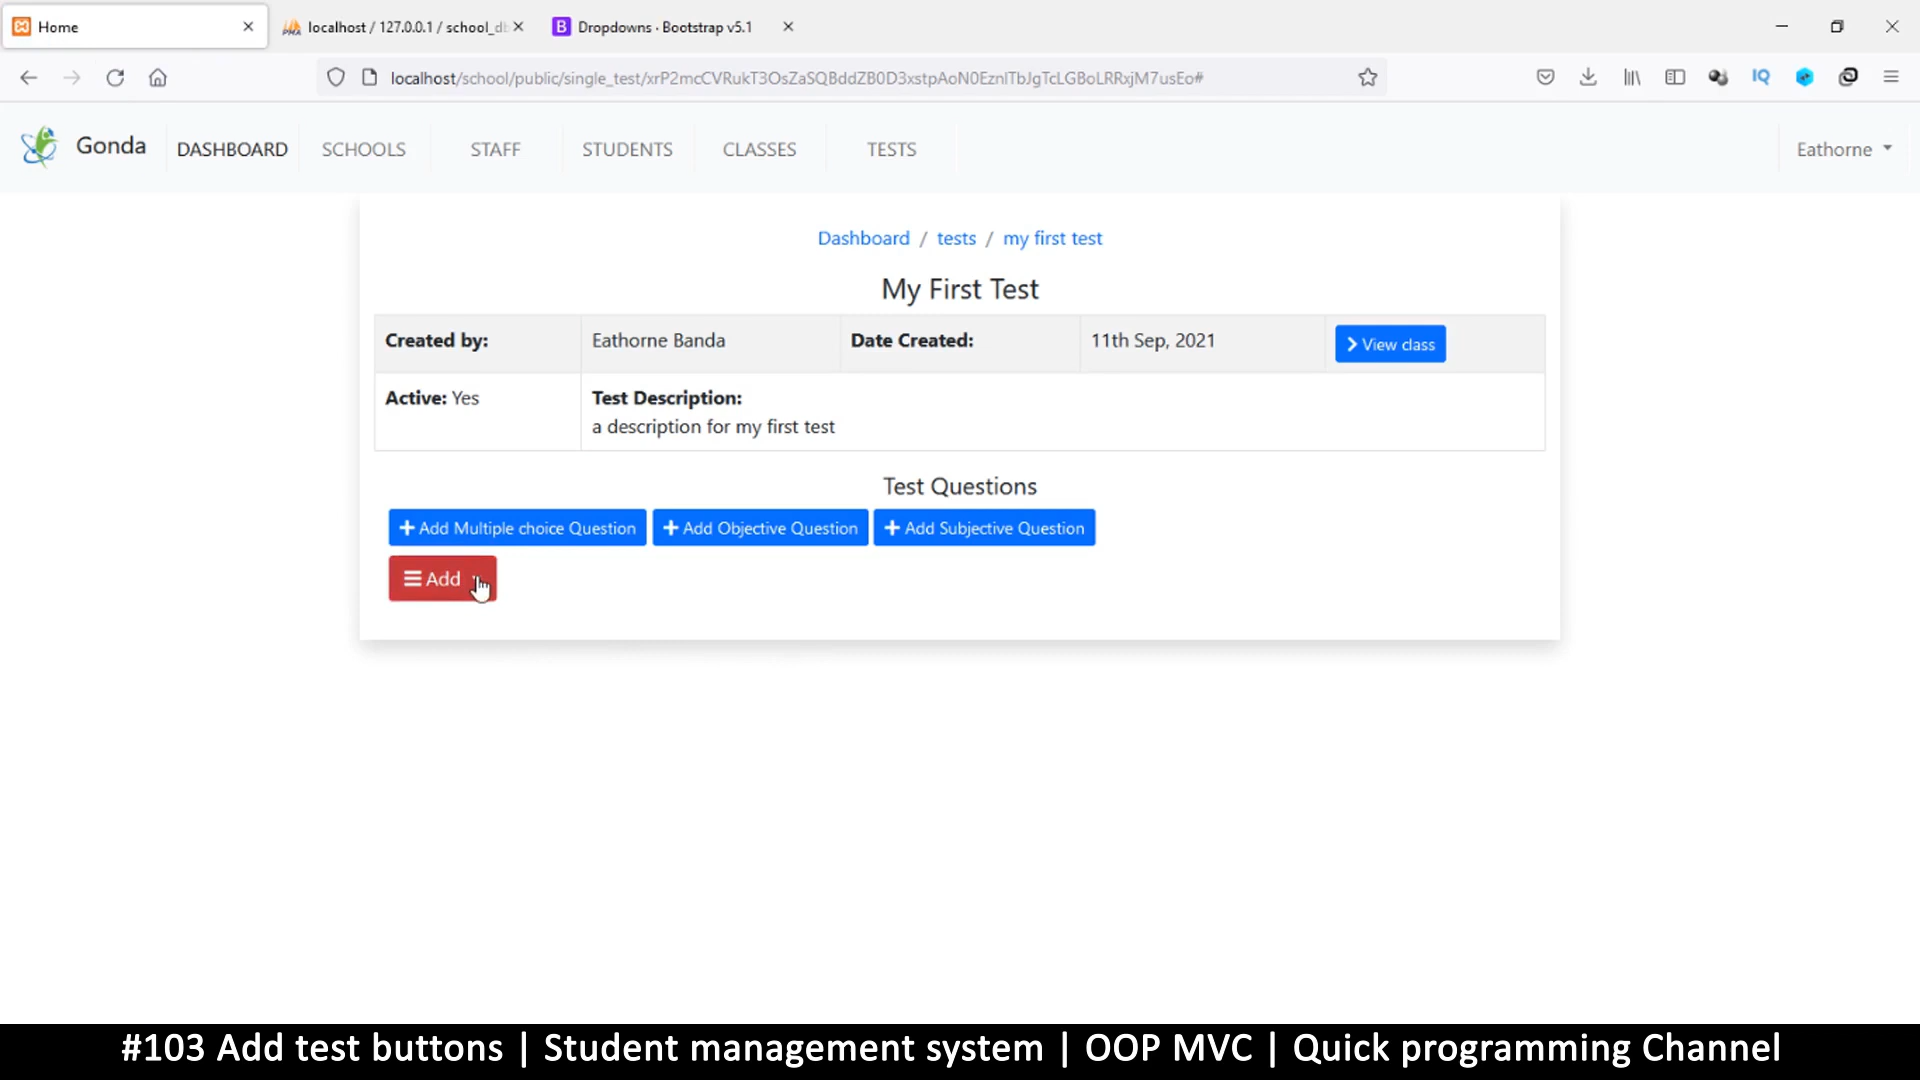 Home
localhost / 127.0.0.1 / school_db
Dropdowns · Bootstrap v5.1
localhost/school/public/single_test/xrP2mcCVRukT3OsZaSQBddZB0D3xstpAoN0EznlTbJgTcLGBoLRRxjM7usEo#
IQ
Gonda
DASHBOARD
SCHOOLS
STAFF
STUDENTS
CLASSES
TESTS
Eathorne
Dashboard / tests / my first test
My First Test
Created by: Eathorne Banda Date Created: 11th Sep, 2021 View class
Active: Yes
Test Description:
a description for my first test
Test Questions
Add Multiple choice Question Add Objective Question Add Subjective Question
Add
#103 Add test buttons | Student management system | OOP MVC | Quick programming Channel